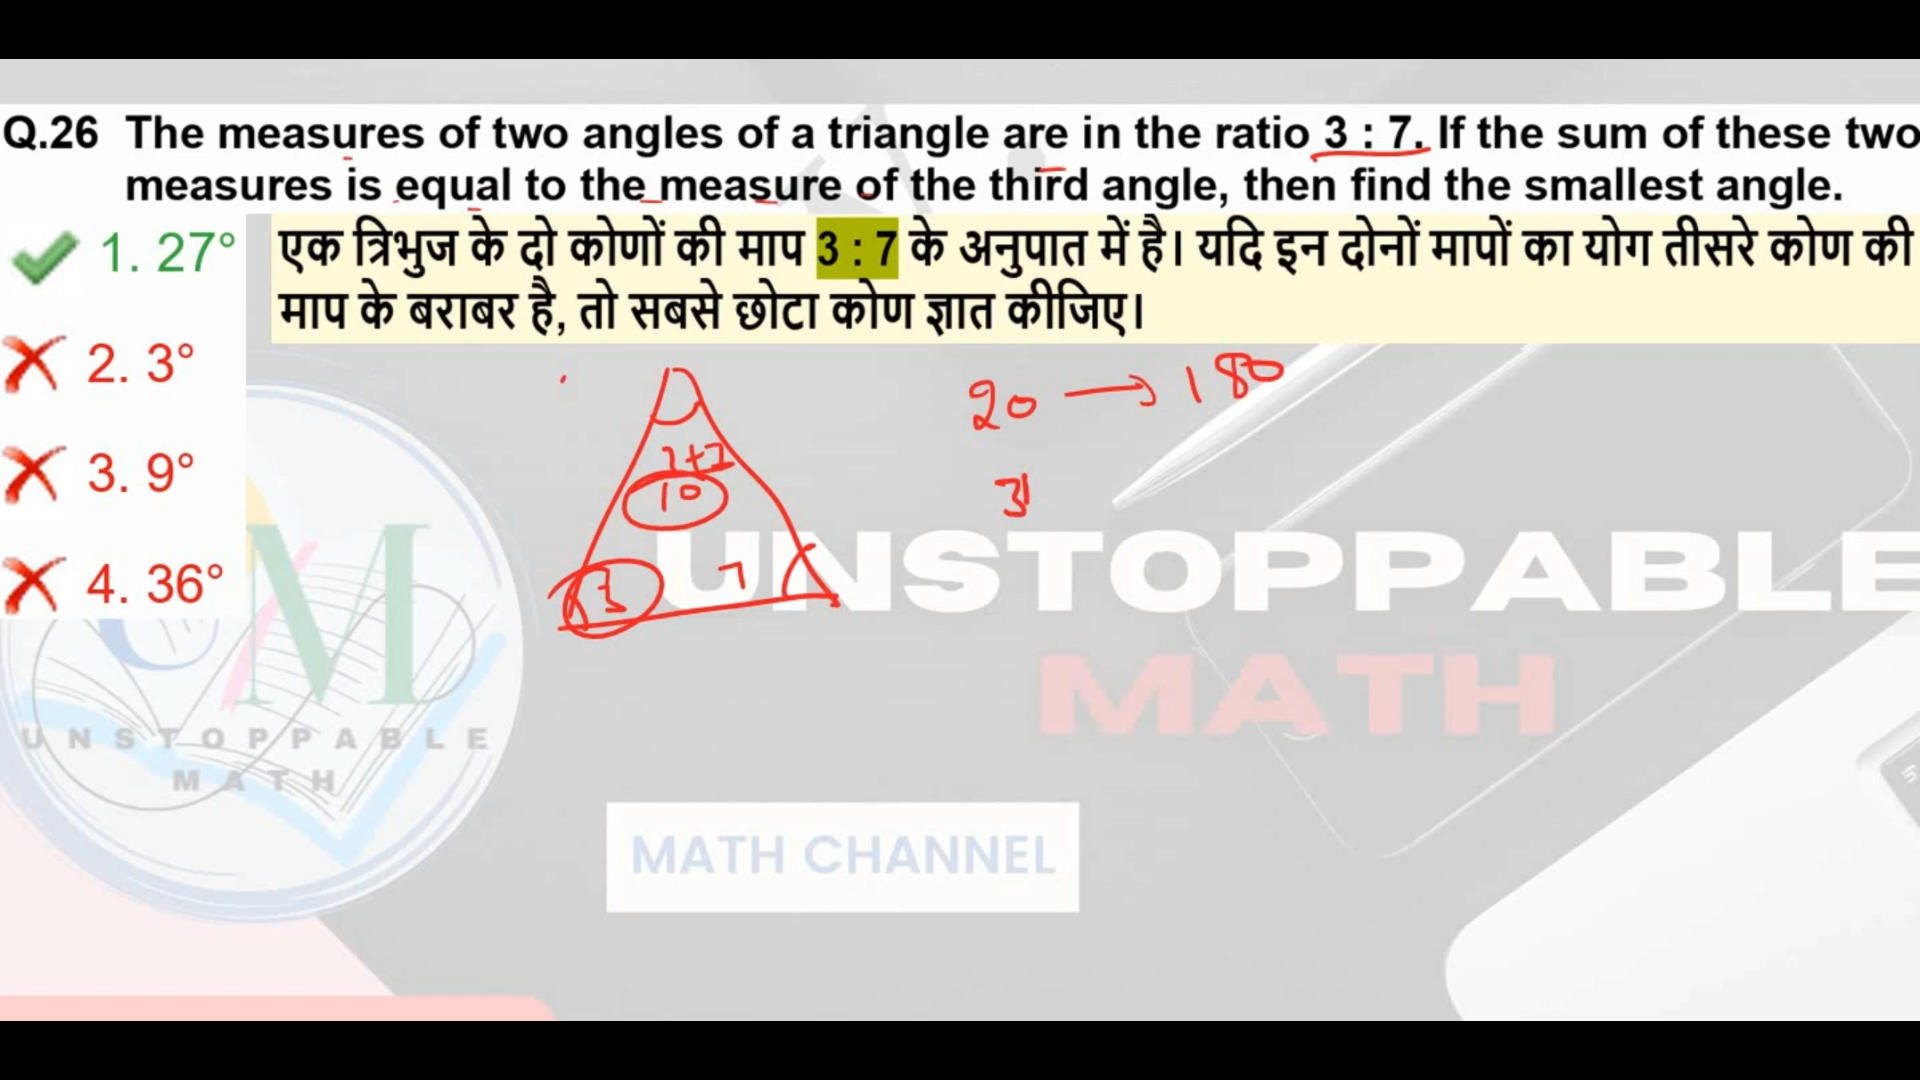 Q.26 The measures of two angles of a triangle are in the ratio 3 : 7. If the sum of these two
measures is equal to the measure of the third angle, then find the smallest angle.
1. 27°
एक त्रिभुज के दो कोणों की माप 3 : 7 के अनुपात में है। यदि इन दोनों मापों का योग तीसरे कोण की
माप के बराबर है, तो सबसे छोटा कोण ज्ञात कीजिए।
2. 3°
3. 9°
4. 36°
20 → 180
10
3
3 7
UNSTOPPABLE
MATH
UM
UNSTOPPABLE
MATH
MATH CHANNEL